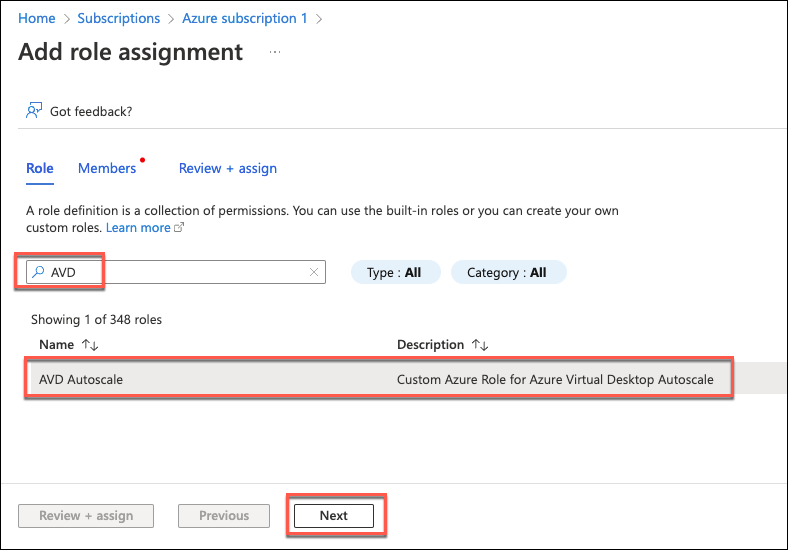 Home > Subscriptions > Azure subscription 1 >
Add role assignment ...
Got feedback?
Role Members Review + assign
A role definition is a collection of permissions. You can use the built-in roles or you can create your own
custom roles. Learn more
AVD Type : All Category : All
Showing 1 of 348 roles
Name ↑↓ Description ↑↓
AVD Autoscale Custom Azure Role for Azure Virtual Desktop Autoscale
Review + assign Previous Next